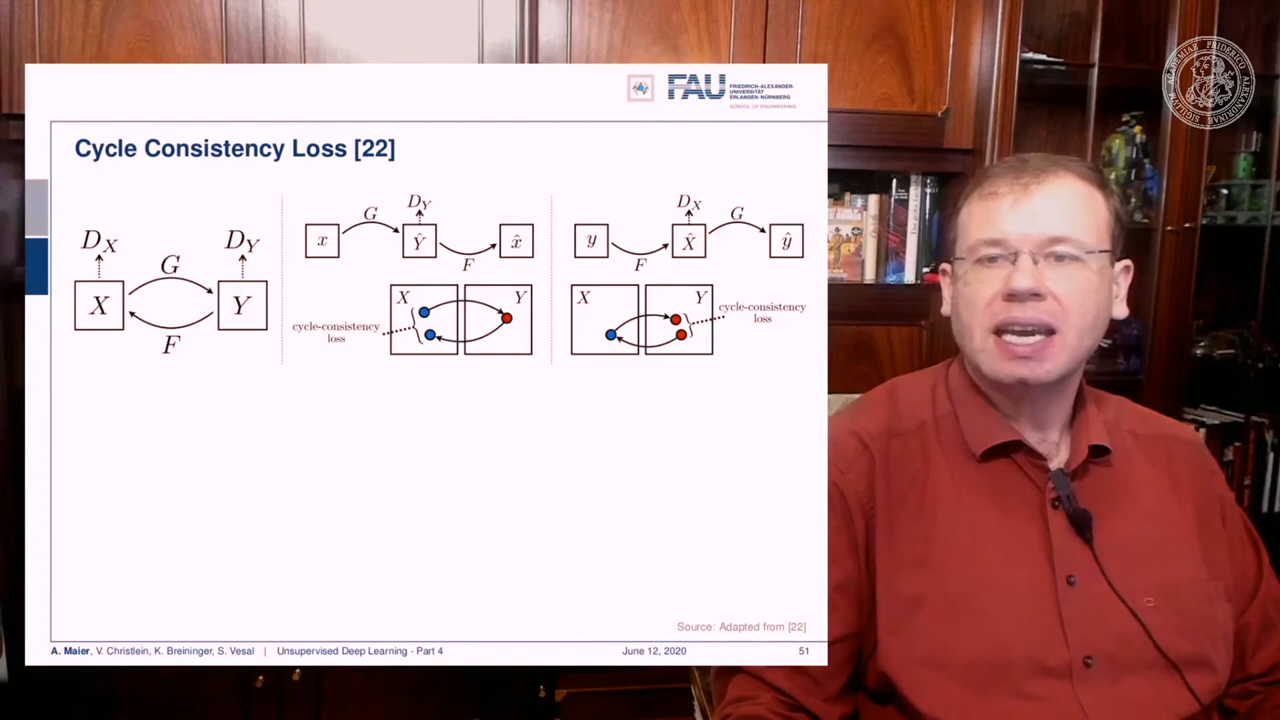 FAU
FRIEDRICH-ALEXANDER-
UNIVERSITÄT
ERLANGEN-NÜRNBERG
SCHOOL OF ENGINEERING
Cycle Consistency Loss [22]
D_X D_Y
G
X Y
F
D_Y
G
x Ŷ x̂
F
X Y
cycle-consistency
loss
D_X
G
y X̂ ŷ
F
X Y
cycle-consistency
loss
Source: Adapted from [22]
A. Maier, V. Christlein, K. Breininger, S. Vesal | Unsupervised Deep Learning - Part 4 June 12, 2020 51